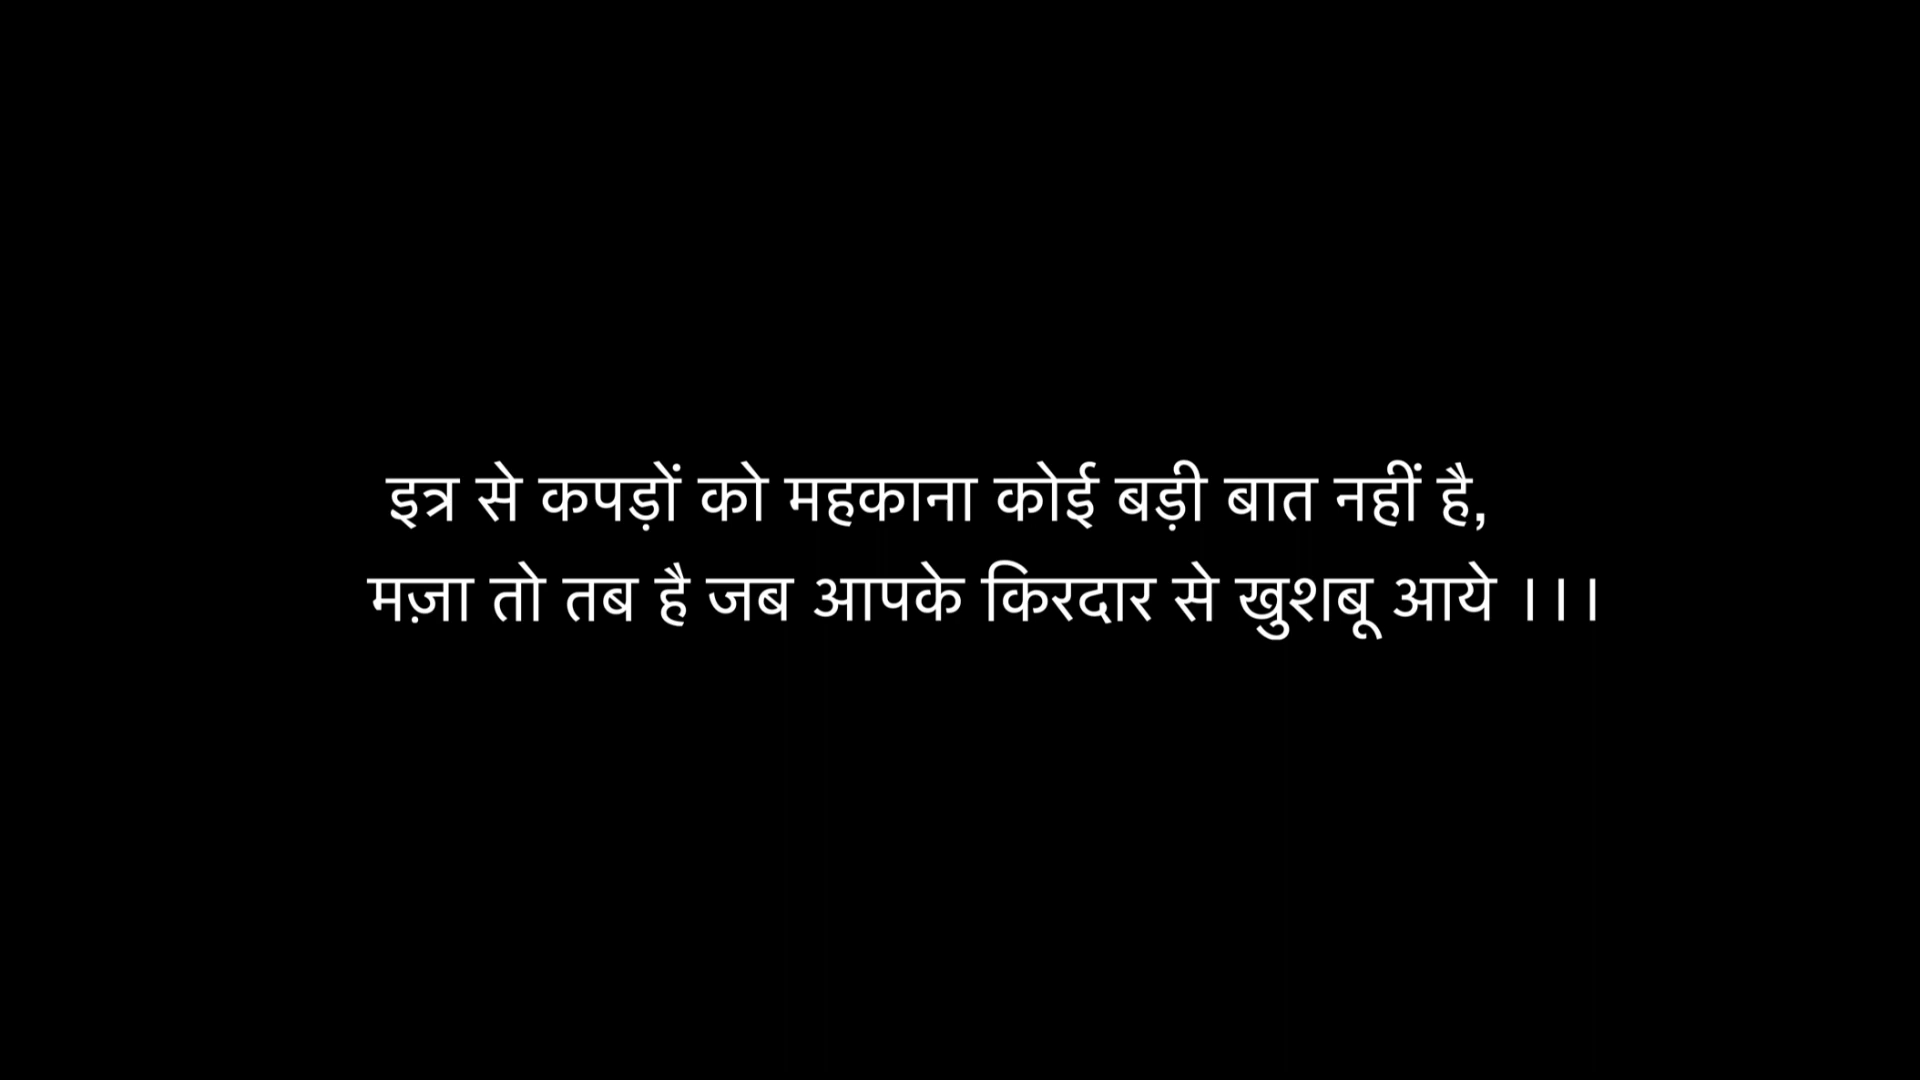 इत्र से कपड़ों को महकाना कोई बड़ी बात नहीं है,
मज़ा तो तब है जब आपके किरदार से खुशबू आये ।।।